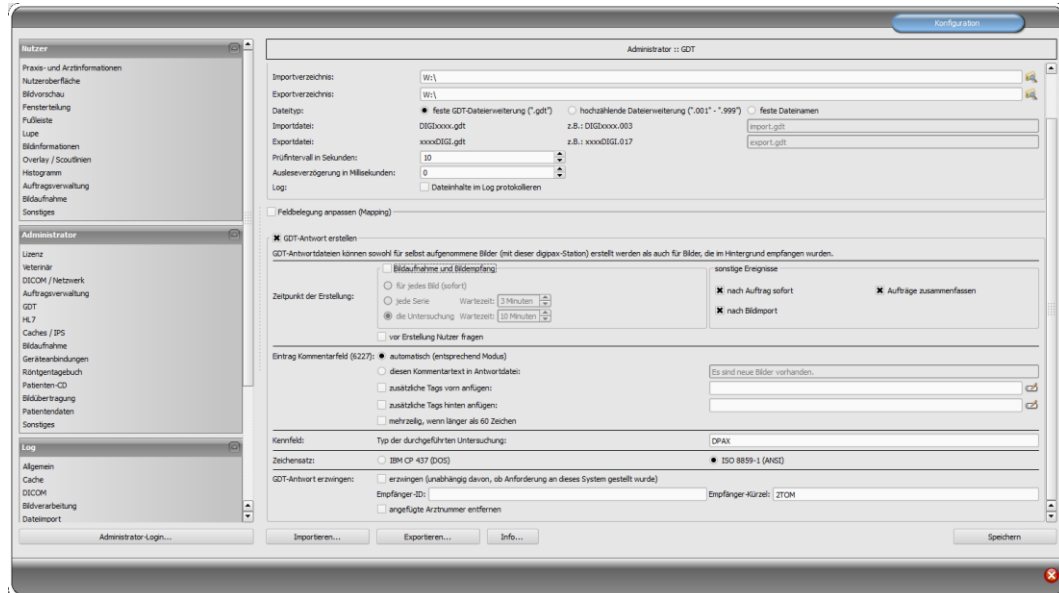 Konfiguration
Nutzer
Praxis- und Arztinformationen
Nutzeroberfläche
Bildvorschau
Fensterteilung
Fußleiste
Lupe
Bildinformationen
Overlay / Scoutlinien
Histogramm
Auftragsverwaltung
Bildaufnahme
Sonstiges
Administrator
Lizenz
Veterinär
DICOM / Netzwerk
Auftragsverwaltung
GDT
HL7
Caches / IPS
Bildaufnahme
Geräteanbindungen
Röntgentagebuch
Patienten-CD
Bildübertragung
Patientendaten
Sonstiges
Log
Allgemein
Cache
DICOM
Bildverarbeitung
Dateiimport
Administrator-Login...
Administrator :: GDT
Importverzeichnis: W:\
Exportverzeichnis: W:\
Dateityp: feste GDT-Dateierweiterung (".gdt") hochzählende Dateierweiterung (".001" - ".999") feste Dateinamen
Importdatei: DIGIxxxx.gdt z.B.: DIGIxxxx.003 import.gdt
Exportdatei: xxxxDIGI.gdt z.B.: xxxxDIGI.017 export.gdt
Prüfintervall in Sekunden: 10
Ausleseverzögerung in Millisekunden: 0
Log: Dateiinhalte im Log protokollieren
Feldbelegung anpassen (Mapping)
GDT-Antwort erstellen
GDT-Antwortdateien können sowohl für selbst aufgenommene Bilder (mit dieser digipax-Station) erstellt werden als auch für Bilder, die im Hintergrund empfangen wurden.
Bildaufnahme und Bildempfang sonstige Ereignisse
für jedes Bild (sofort) nach Auftrag sofort Aufträge zusammenfassen
Zeitpunkt der Erstellung: jede Serie Wartezeit: 3 Minuten
nach Bildimport
die Untersuchung Wartezeit: 10 Minuten
vor Erstellung Nutzer fragen
Eintrag Kommentarfeld (6227): automatisch (entsprechend Modus)
diesen Kommentartext in Antwortdatei: Es sind neue Bilder vorhanden.
zusätzliche Tags vorn anfügen:
zusätzliche Tags hinten anfügen:
mehrzeilig, wenn länger als 60 Zeichen
Kennfeld: Typ der durchgeführten Untersuchung: DPAX
Zeichensatz: IBM CP 437 (DOS) ISO 8859-1 (ANSI)
GDT-Antwort erzwingen: erzwingen (unabhängig davon, ob Anforderung an dieses System gestellt wurde)
Empfänger-ID: Empfänger-Kürzel: 2TOM
angefügte Arztnummer entfernen
Importieren... Exportieren... Info... Speichern